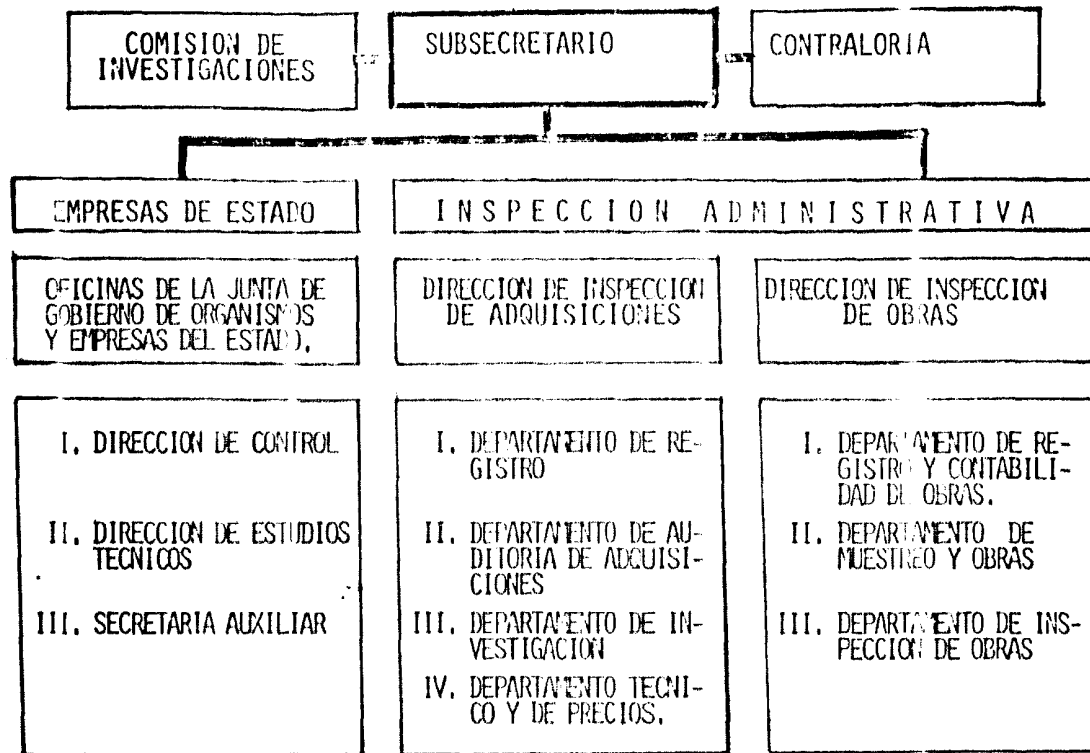 COMISION DE
INVESTIGACIONES
SUBSECRETARIO
CONTRALORIA
EMPRESAS DE ESTADO
INSPECCION ADMINISTRATIVA
OFICINAS DE LA JUNTA DE
GOBIERNO DE ORGANISMOS
Y EMPRESAS DEL ESTADO.
DIRECCION DE INSPECCION
DE ADQUISICIONES
DIRECCION DE INSPECCION
DE OBRAS
I. DIRECCION DE CONTROL
II. DIRECCION DE ESTUDIOS
TECNICOS
III. SECRETARIA AUXILIAR
I. DEPARTAMENTO DE RE-
GISTRO
II. DEPARTAMENTO DE AU-
DITORIA DE ADQUISI-
CIONES
III. DEPARTAMENTO DE IN-
VESTIGACION
IV. DEPARTAMENTO TECNI-
CO Y DE PRECIOS.
I. DEPARTAMENTO DE RE-
GISTRO Y CONTABILI-
DAD DE OBRAS.
II. DEPARTAMENTO DE
MUESTREO Y OBRAS
III. DEPARTAMENTO DE INS-
PECCION DE OBRAS